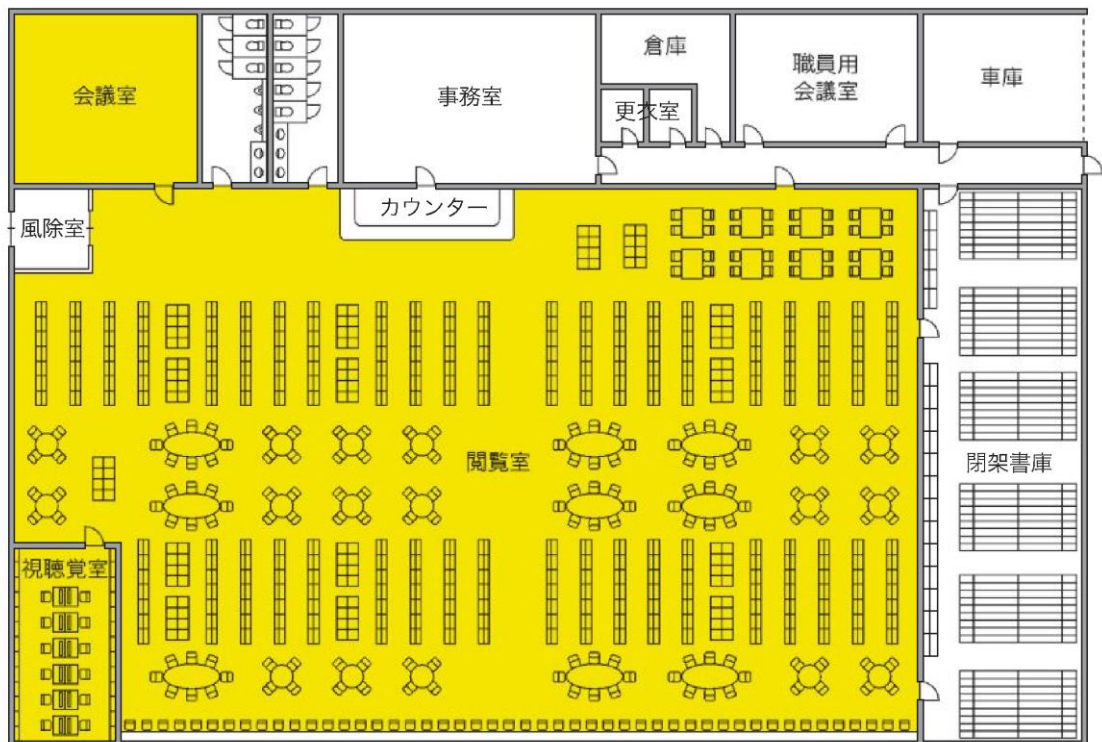 会議室
事務室
倉庫
更衣室
職員用
会議室
車庫
風除室
カウンター
閲覧室
閉架書庫
視聴覚室